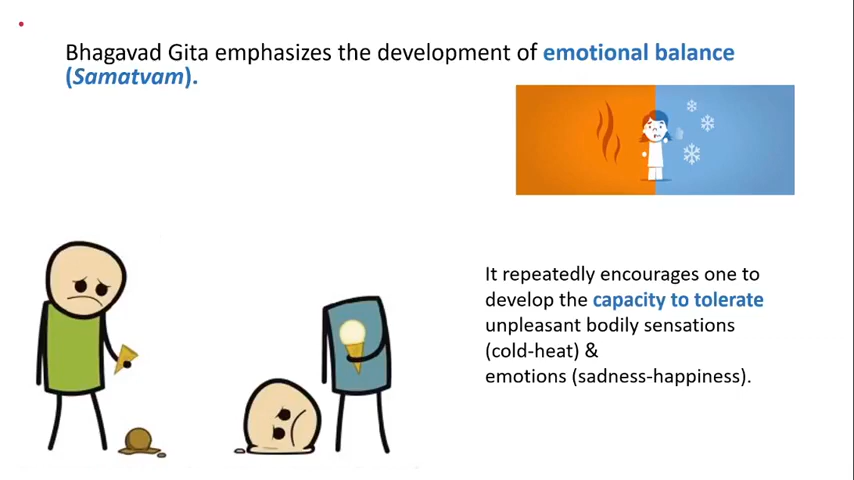 Bhagavad Gita emphasizes the development of emotional balance
(Samatvam).
It repeatedly encourages one to
develop the capacity to tolerate
unpleasant bodily sensations
(cold-heat) &
emotions (sadness-happiness).